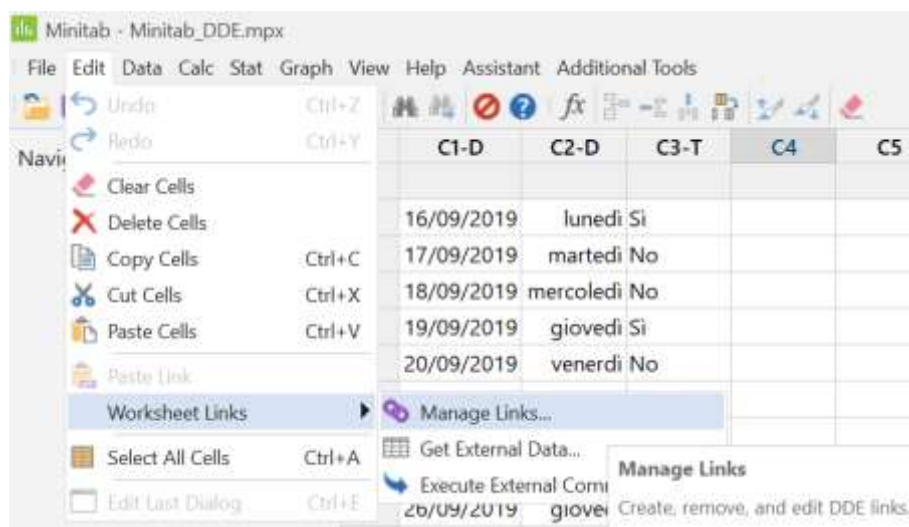 Minitab - Minitab_DDE.mpx
File Edit Data Calc Stat Graph View Help Assistant Additional Tools
Undo Ctrl+Z
fx
Redo Ctrl+Y
C1-D C2-D C3-T C4 C5
Clear Cells
Delete Cells 16/09/2019 lunedì Sì
Copy Cells Ctrl+C 17/09/2019 martedì No
Cut Cells Ctrl+X 18/09/2019 mercoledì No
Paste Cells Ctrl+V 19/09/2019 giovedì Sì
20/09/2019 venerdì No
Paste Link
Worksheet Links Manage Links...
Select All Cells Ctrl+A Get External Data...
Manage Links
Execute External
Edit Last Dialog Ctrl+E 26/09/2019 Create, remove, and edit DDE links.